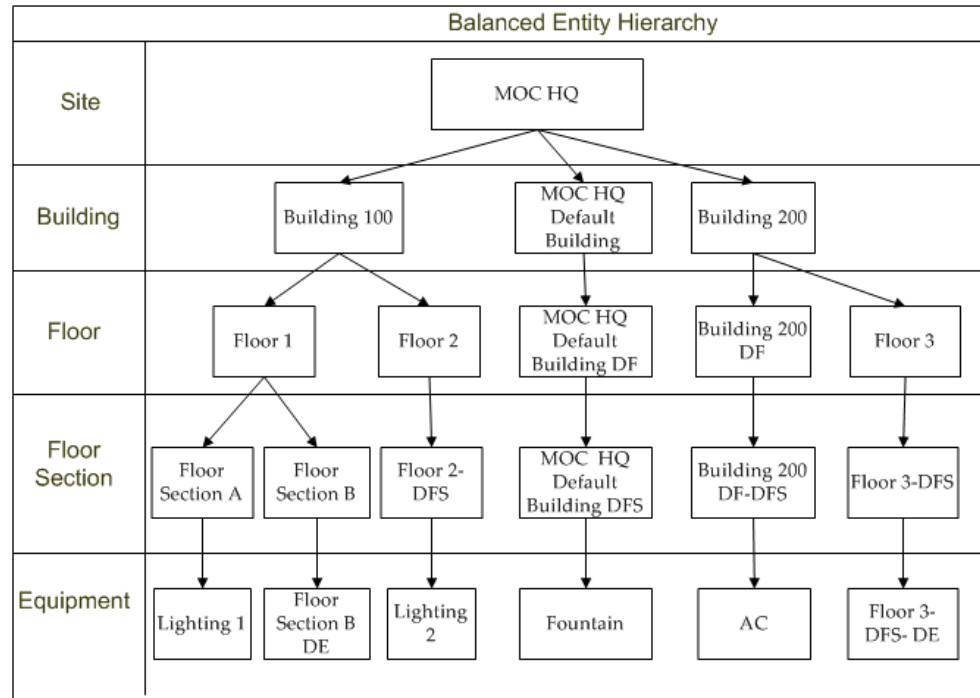 Balanced Entity Hierarchy
Site
MOC HQ
Building
Building 100
MOC HQ
Default
Building
Building 200
Floor
Floor 1
Floor 2
MOC HQ
Default
Building DF
Building 200
DF
Floor 3
Floor
Section
Floor
Section A
Floor
Section B
Floor 2-
DFS
MOC HQ
Default
Building DFS
Building 200
DF-DFS
Floor 3-DFS
Equipment
Lighting 1
Floor
Section B
DE
Lighting
2
Fountain
AC
Floor 3-
DFS- DE